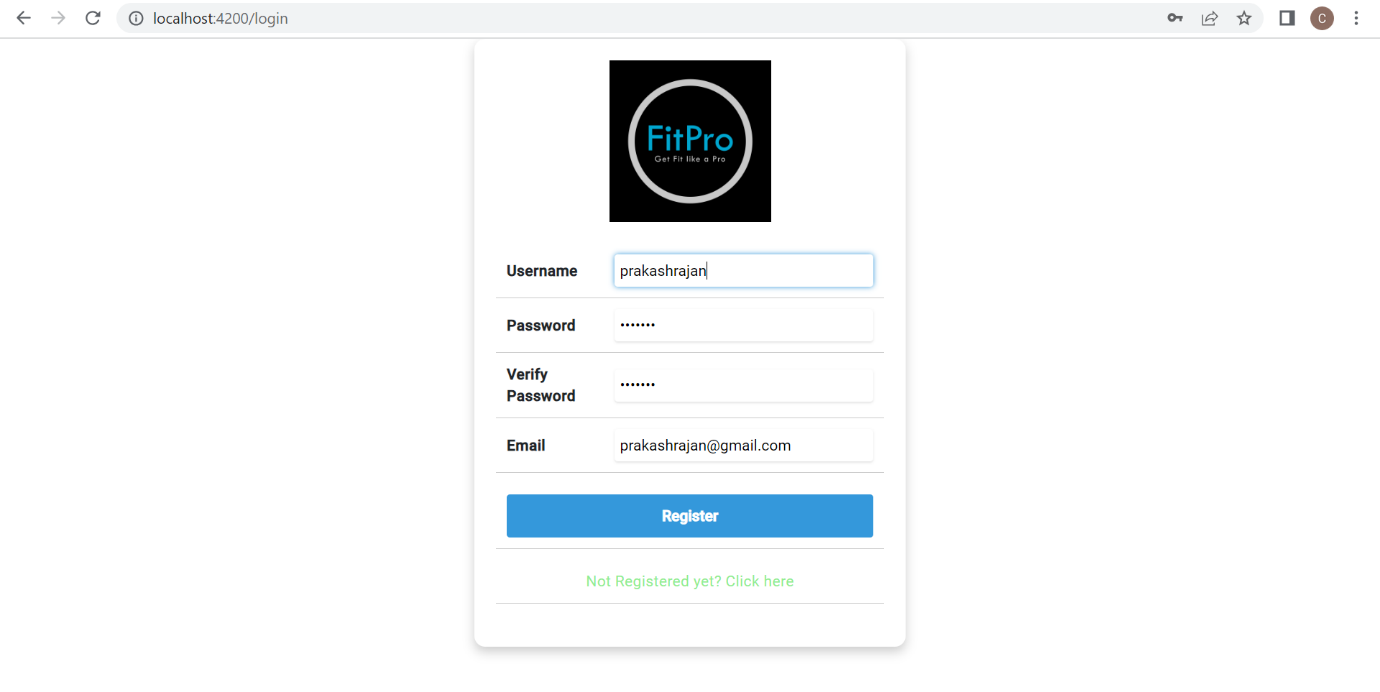 localhost:4200/login
C
FitPro
Get Fit like a Pro
Username
prakashrajan
Password
•••••••
Verify
Password
•••••••
Email
prakashrajan@gmail.com
Register
Not Registered yet? Click here